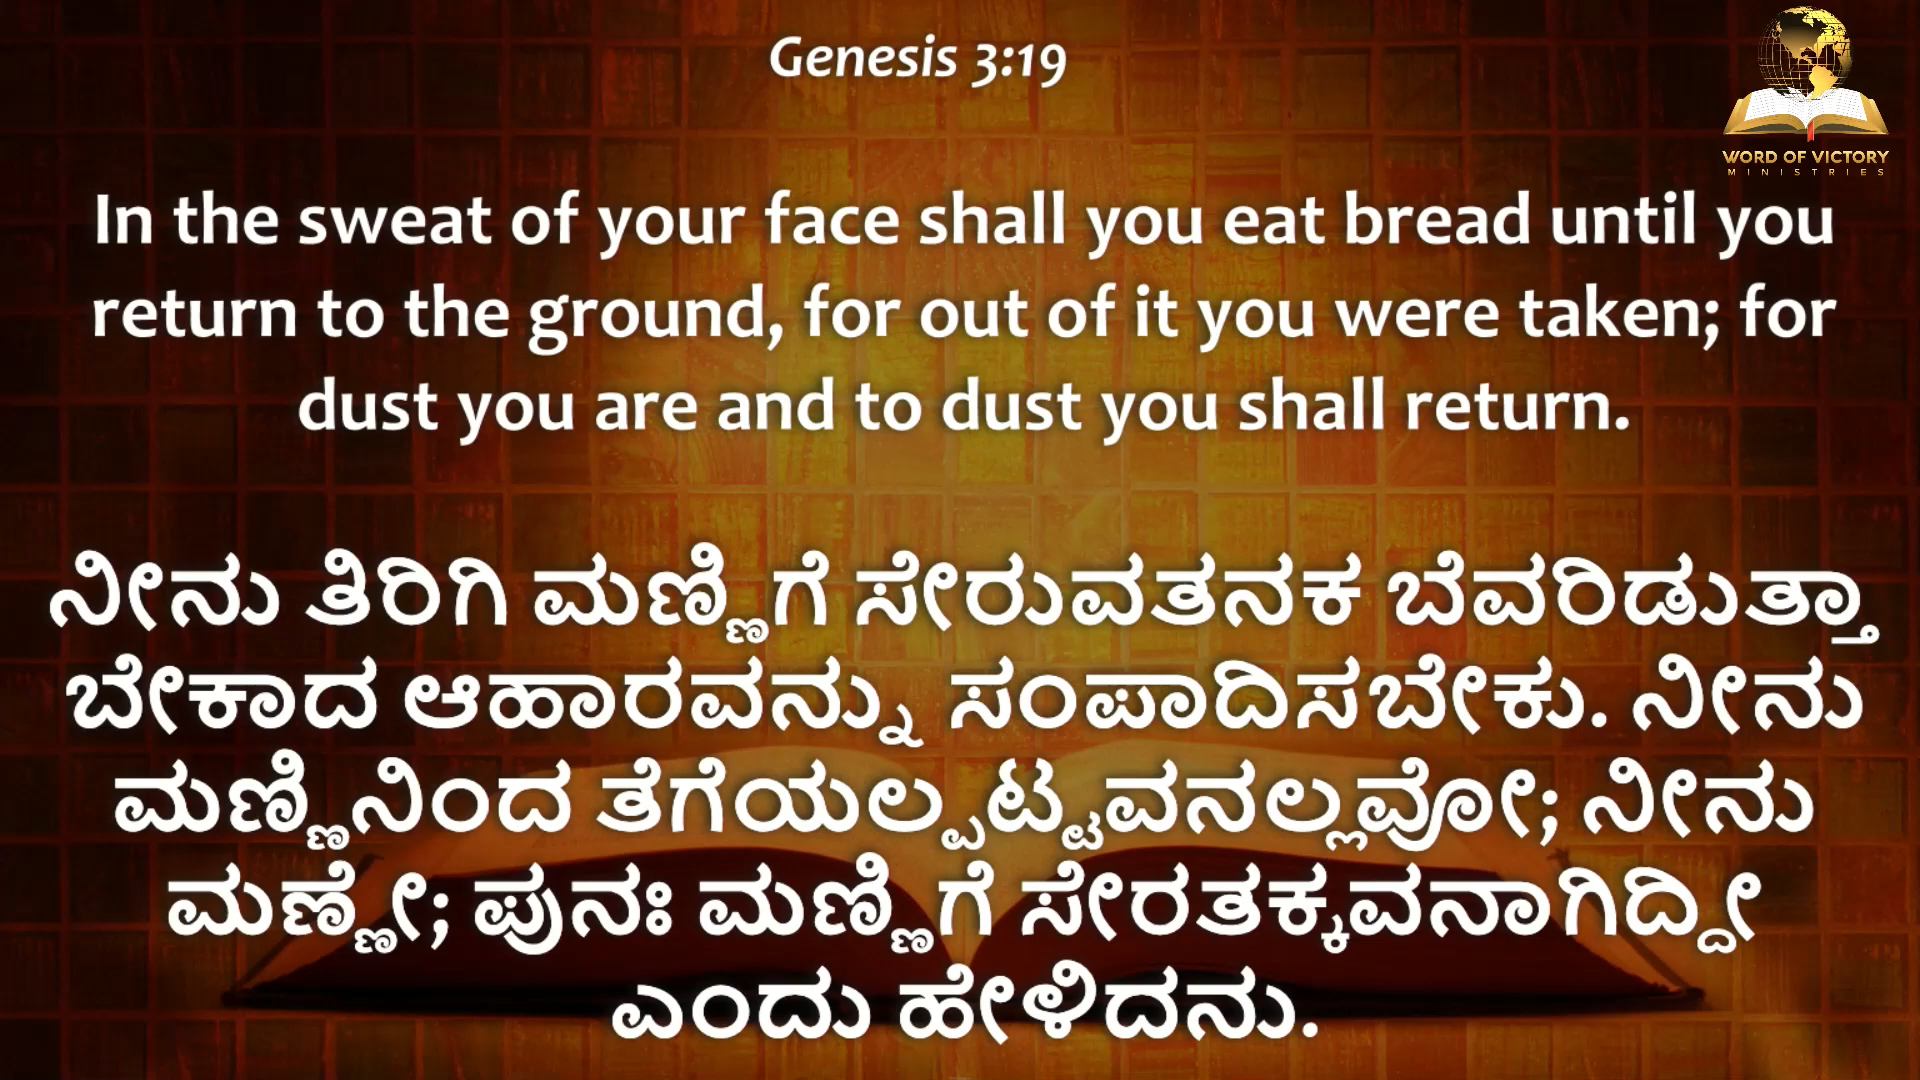 Genesis 3:19
WORD OF VICTORY
MINISTRIES
In the sweat of your face shall you eat bread until you
return to the ground, for out of it you were taken; for
dust you are and to dust you shall return.
ನೀನು ತಿರಿಗಿ ಮಣ್ಣಿಗೆ ಸೇರುವತನಕ ಬೆವರಿಡುತ್ತಾ
ಬೇಕಾದ ಆಹಾರವನ್ನು ಸಂಪಾದಿಸಬೇಕು. ನೀನು
ಮಣ್ಣಿನಿಂದ ತೆಗೆಯಲ್ಪಟ್ಟವನಲ್ಲವೋ; ನೀನು
ಮಣ್ಣೇ; ಪುನಃ ಮಣ್ಣಿಗೆ ಸೇರತಕ್ಕವನಾಗಿದ್ದೀ
ಎಂದು ಹೇಳಿದನು.